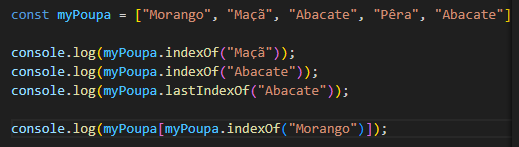 const myPoupa = ["Morango", "Maçã", "Abacate", "Pêra", "Abacate"]
console.log(myPoupa.indexOf("Maçã"));
console.log(myPoupa.indexOf("Abacate"));
console.log(myPoupa.lastIndexOf("Abacate"));
console.log(myPoupa[myPoupa.indexOf("Morango")]);